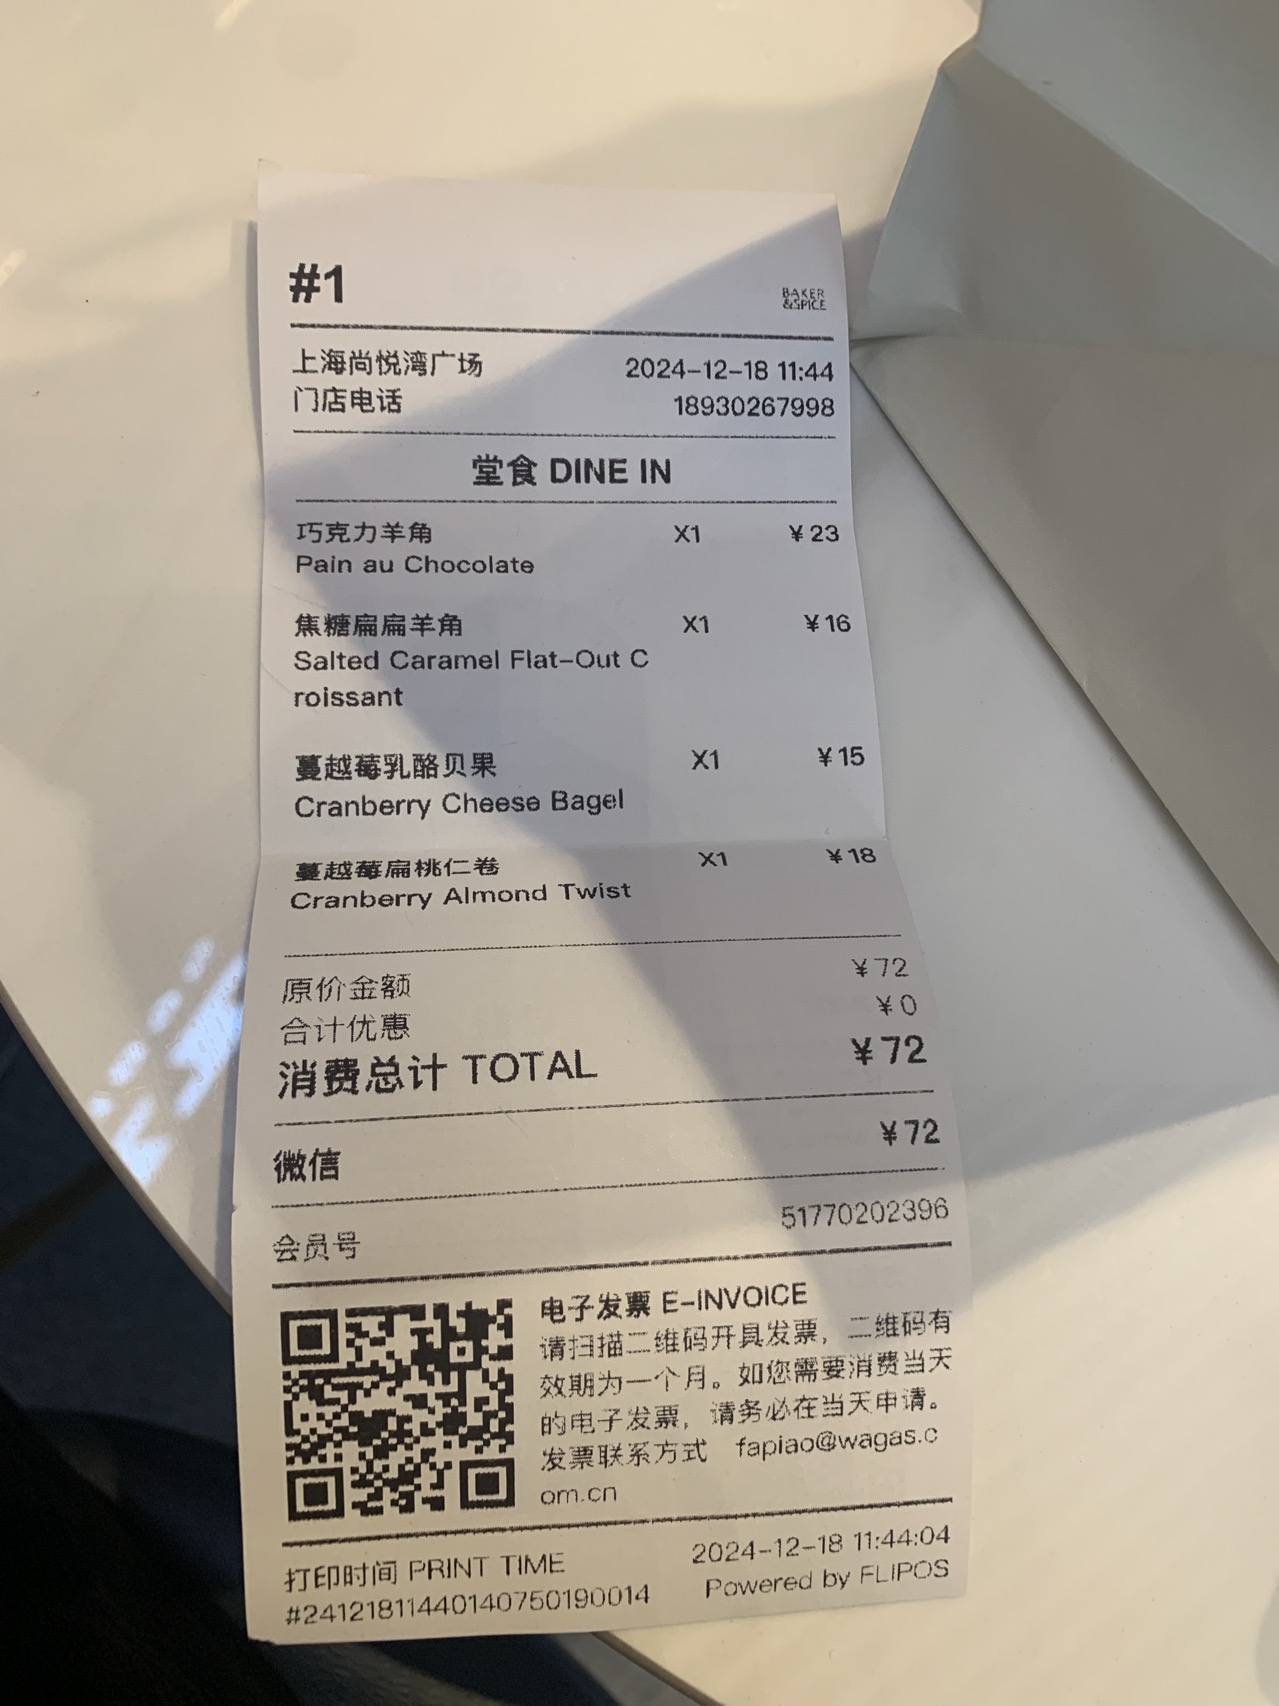 #1
BAKER
&SPICE
上海尚悦湾广场 2024-12-18 11:44
门店电话 18930267998
堂食 DINE IN
巧克力羊角 X1 ¥23
Pain au Chocolate
焦糖扁扁羊角 X1 ¥16
Salted Caramel Flat-Out C
roissant
蔓越莓乳酪贝果 X1 ¥15
Cranberry Cheese Bagel
蔓越莓扁桃仁卷 X1 ¥18
Cranberry Almond Twist
原价金额 ¥72
合计优惠 ¥0
消费总计 TOTAL ¥72
微信 ¥72
会员号 51770202396
电子发票 E-INVOICE
请扫描二维码开具发票，二维码有
效期为一个月。如您需要消费当天
的电子发票，请务必在当天申请。
发票联系方式 fapiao@wagas.c
om.cn
打印时间 PRINT TIME 2024-12-18 11:44:04
#24121811440140750190014 Powered by FLIPOS